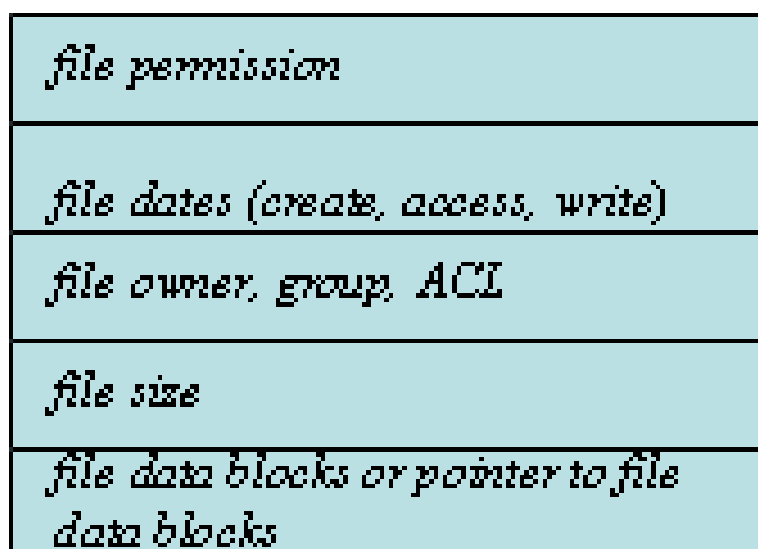 file permission
file dates (create, access, write)
file owner, group, ACL
file size
file data blocks or pointer to file
data blocks